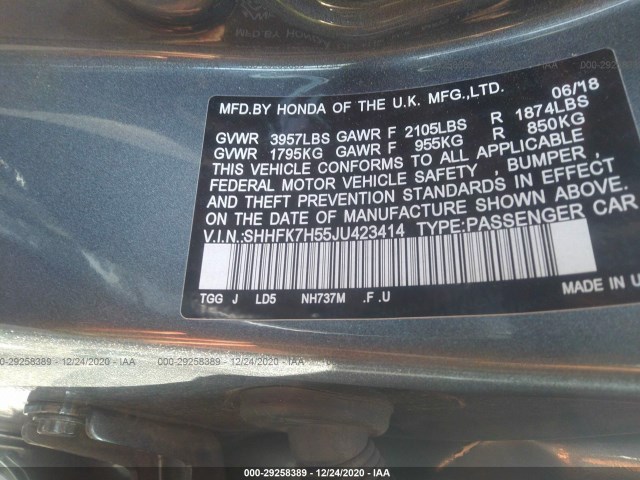 MFD.BY HONDA OF THE U.K. MFG.,LTD. 06/18
GVWR 3957LBS GAWR F 2105LBS R 1874LBS
GVWR 1795KG GAWR F 955KG R 850KG
THIS VEHICLE CONFORMS TO ALL APPLICABLE
FEDERAL MOTOR VEHICLE SAFETY , BUMPER ,
AND THEFT PREVENTION STANDARDS IN EFFECT
ON THE DATE OF MANUFACTURE SHOWN ABOVE.
V.I.N:SHHFK7H55JU423414 TYPE:PASSENGER CAR
TGG J LD5 NH737M .F .U MADE IN U
000-29258389 - 12/24/2020 - IAA
000-29258389 - 12/24/2020 - IAA
000-29258389 - 12/24/2020 - IAA